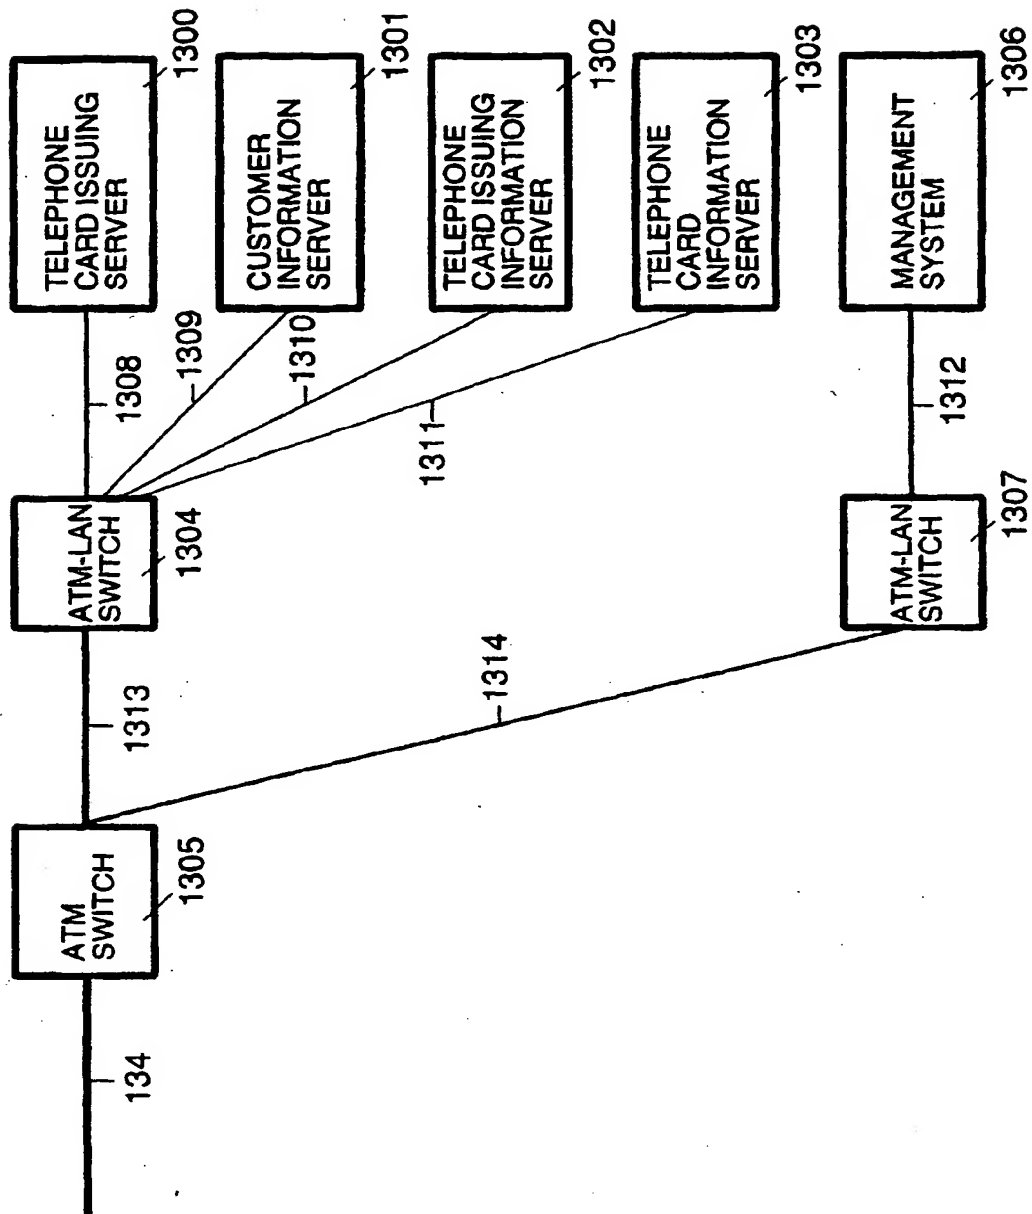 TELEPHONE
CARD ISSUING
SERVER
1300
CUSTOMER
INFORMATION
SERVER
1301
TELEPHONE
CARD ISSUING
INFORMATION
SERVER
1302
TELEPHONE
CARD
INFORMATION
SERVER
1303
MANAGEMENT
SYSTEM
1306
1308
1309
1310
1311
1312
ATM-LAN
SWITCH
1304
ATM-LAN
SWITCH
1307
1313
1314
ATM
SWITCH
1305
134